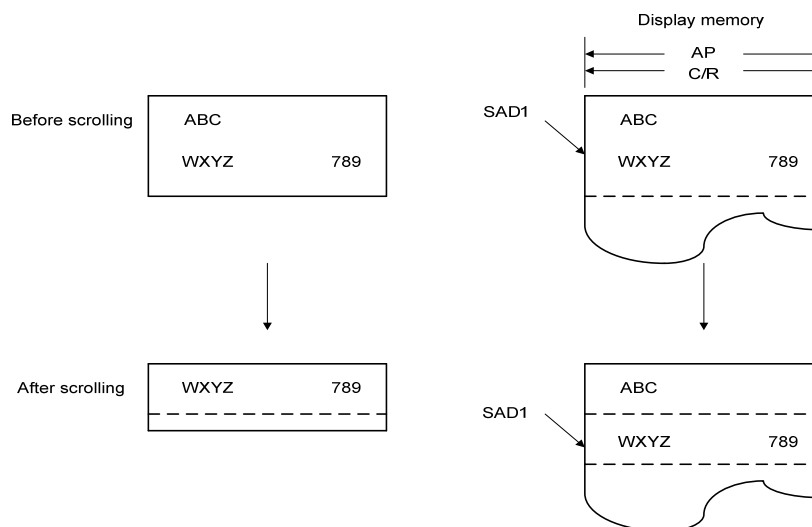 Display memory
AP
C/R
Before scrolling
ABC
WXYZ 789
SAD1
ABC
WXYZ 789
After scrolling
WXYZ 789
SAD1
ABC
WXYZ 789